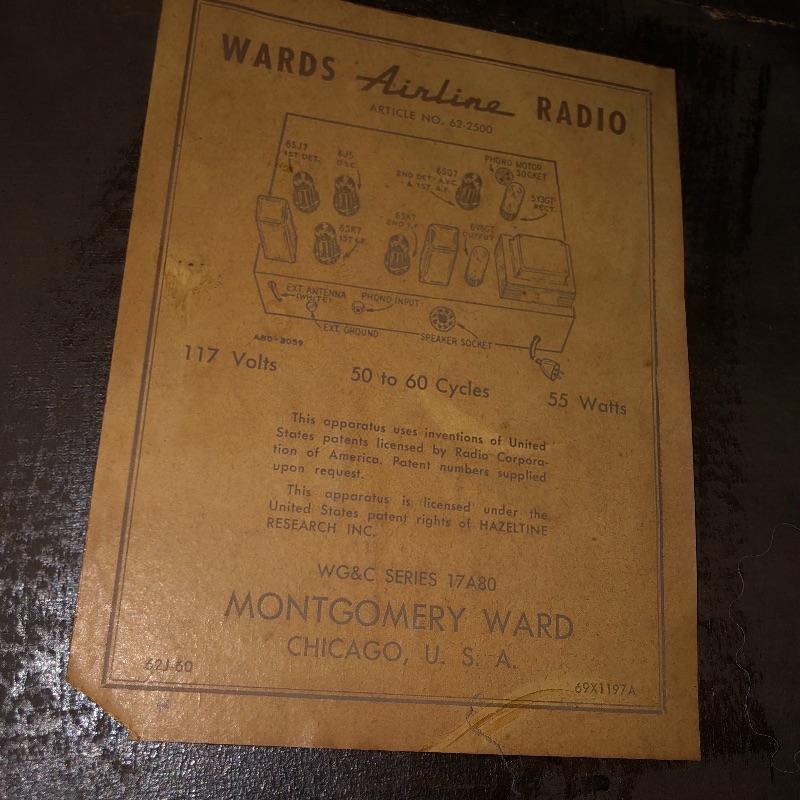 WARDS Airline RADIO
ARTICLE NO. 62-2500
6SJ7
1ST DET.
6J5
OSC.
6SQ7
2ND DET.-A.V.C.
& 1ST A.F.
PHONO MOTOR
SOCKET
5Y3GT
RECT.
6SK7
1ST I.F.
6SK7
2ND I.F.
6V6GT
OUTPUT
EXT. ANTENNA
(WHITE)
PHONO INPUT
EXT. GROUND
SPEAKER SOCKET
117 Volts
50 to 60 Cycles
55 Watts
This apparatus uses inventions of United
States patents licensed by Radio Corpora-
tion of America. Patent numbers supplied
upon request.
This apparatus is licensed under the
United States patent rights of HAZELTINE
RESEARCH INC.
WG&C SERIES 17A80
MONTGOMERY WARD
CHICAGO, U. S. A.
62J-60
69X1197A